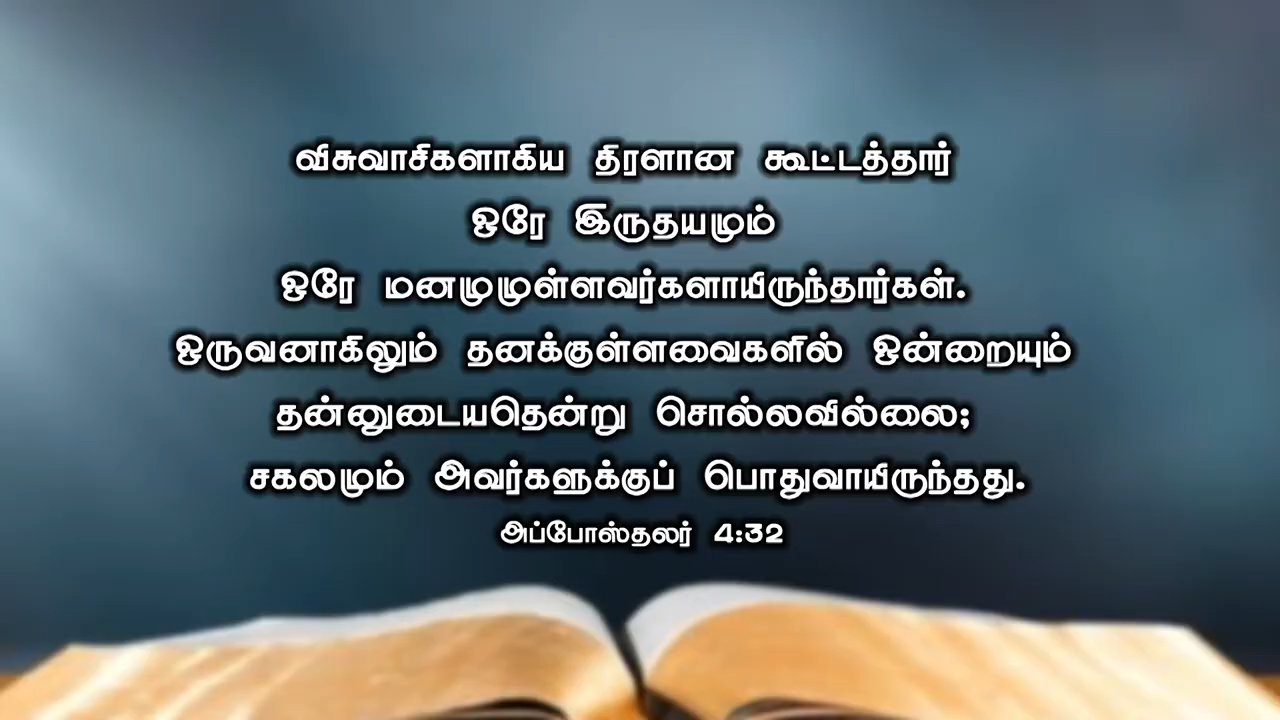 விசுவாசிகளாகிய திரளான கூட்டத்தார்
ஒரே இருதயமும்
ஒரே மனமுமுள்ளவர்களாயிருந்தார்கள்.
ஒருவனாகிலும் தனக்குள்ளவைகளில் ஒன்றையும்
தன்னுடையதென்று சொல்லவில்லை;
சகலமும் அவர்களுக்குப் பொதுவாயிருந்தது.
அப்போஸ்தலர் 4:32